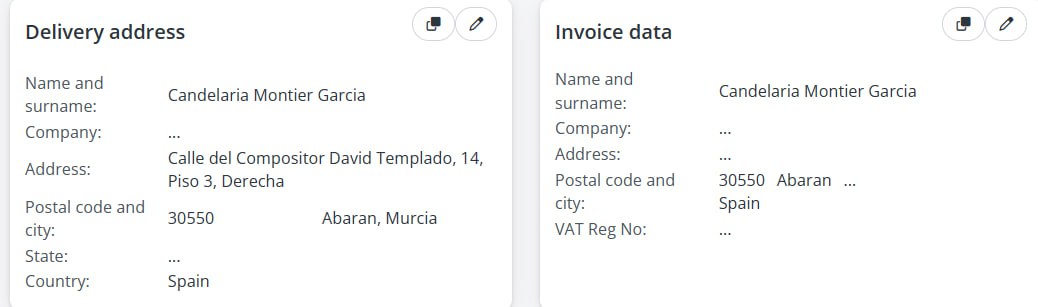 Delivery address
Name and surname: Candelaria Montier Garcia
Company: ...
Address: Calle del Compositor David Templado, 14,
Piso 3, Derecha
Postal code and city: 30550 Abaran, Murcia
State: ...
Country: Spain
Invoice data
Name and surname: Candelaria Montier Garcia
Company: ...
Address: ...
Postal code and city: 30550 Abaran ...
Spain
VAT Reg No: ...